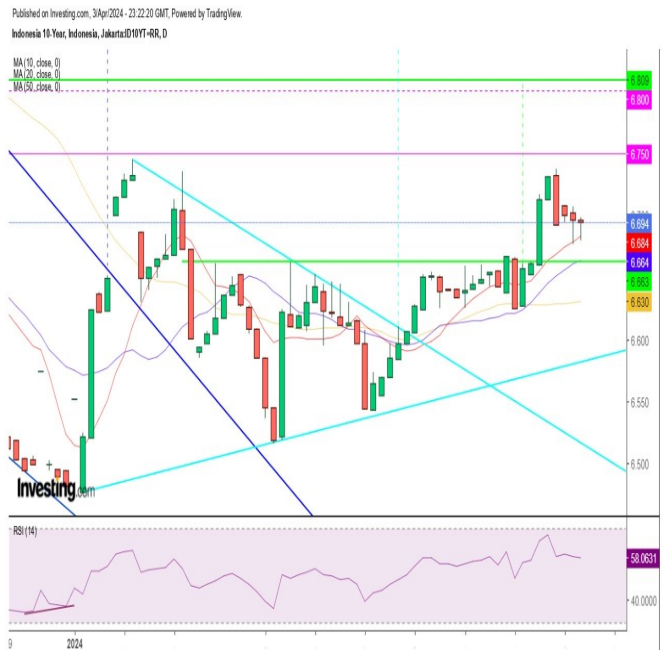 Published on Investing.com, 3/Apr/2024 - 23:22:20 GMT, Powered by TradingView.
Indonesia 10-Year, Indonesia, Jakarta:ID10YT=RR, D
MA (10, close, 0)
MA (20, close, 0)
MA (50, close, 0)
6.809
6.800
6.750
6.694
6.684
6.664
6.663
6.630
6.600
6.550
6.500
Investing.com
RSI (14)
58.0631
40.0000
9
2024